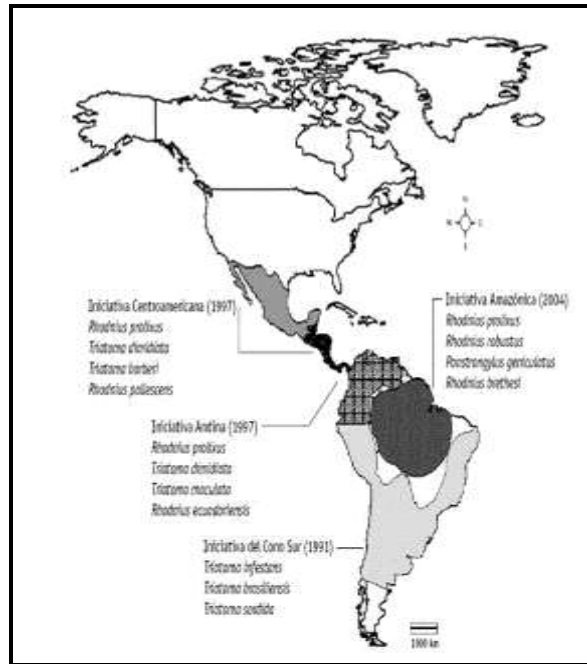 N
S
Iniciativa Centroamericana (1997)
Rhodnius prolixus
Triatoma dimidiata
Triatoma barberi
Rhodnius pallescens
Iniciativa Amazónica (2004)
Rhodnius prolixus
Rhodnius robustus
Panstrongylus geniculatus
Rhodnius brethesi
Iniciativa Andina (1997)
Rhodnius prolixus
Triatoma dimidiata
Triatoma maculata
Rhodnius ecuadoriensis
Iniciativa del Cono Sur (1991)
Triatoma infestans
Triatoma brasiliensis
Triatoma sordida
1000 km